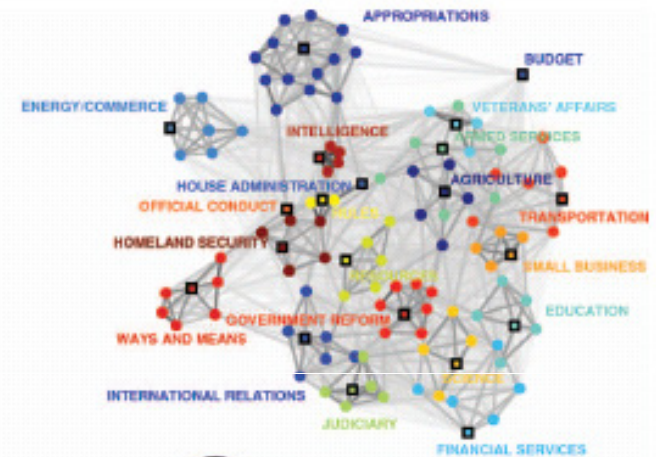 APPROPRIATIONS
BUDGET
ENERGY/COMMERCE
VETERANS' AFFAIRS
ARMED SERVICES
INTELLIGENCE
HOUSE ADMINISTRATION
AGRICULTURE
OFFICIAL CONDUCT
RULES
TRANSPORTATION
HOMELAND SECURITY
SMALL BUSINESS
RESOURCES
EDUCATION
GOVERNMENT REFORM
WAYS AND MEANS
SCIENCE
INTERNATIONAL RELATIONS
JUDICIARY
FINANCIAL SERVICES